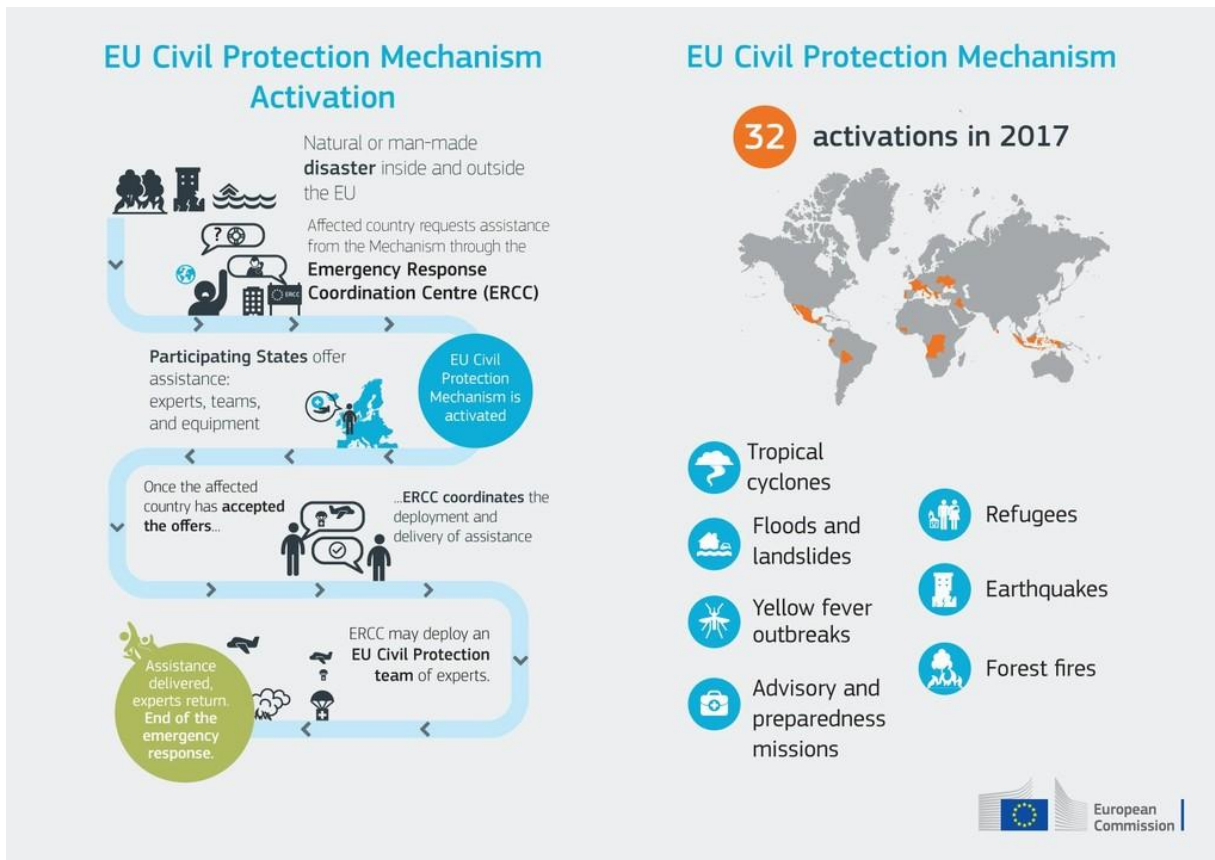 EU Civil Protection Mechanism
Activation
Natural or man-made
disaster inside and outside
the EU
Affected country requests assistance
from the Mechanism through the
Emergency Response
Coordination Centre (ERCC)
?
ERCC
Participating States offer
assistance:
experts, teams,
and equipment
EU Civil
Protection
Mechanism is
activated
Once the affected
country has accepted
the offers...
...ERCC coordinates the
deployment and
delivery of assistance
ERCC may deploy an
EU Civil Protection
team of experts.
Assistance
delivered,
experts return.
End of the
emergency
response.
EU Civil Protection Mechanism
32 activations in 2017
Tropical
cyclones
Floods and
landslides
Yellow fever
outbreaks
Advisory and
preparedness
missions
Refugees
Earthquakes
Forest fires
European
Commission